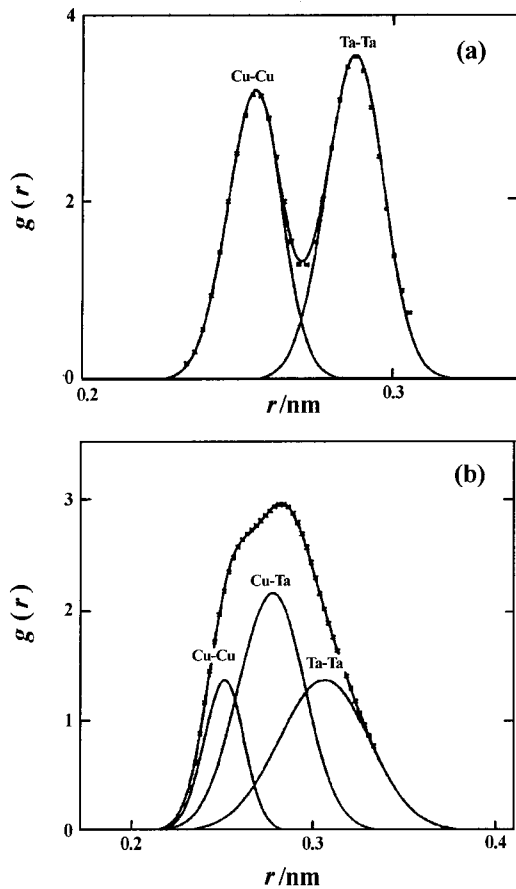 4
(a)
Ta–Ta
Cu–Cu
g (r)
2
0
0.2
0.3
r/nm
(b)
3
Cu–Ta
g (r)
2
Cu–Cu
Ta–Ta
1
0
0.2
0.3
0.4
r/nm